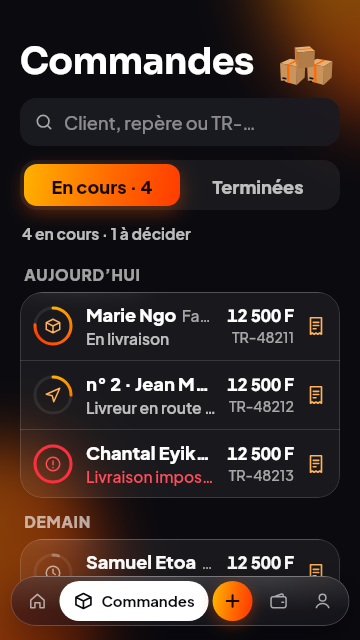 Commandes
Client, repère ou TR-...
En cours · 4
Terminées
4 en cours · 1 à décider
AUJOURD’HUI
Marie Ngo Fa... 12 500 F
En livraison TR-48211
n° 2 · Jean M... 12 500 F
Livreur en route ... TR-48212
Chantal Eyik... 12 500 F
Livraison impos... TR-48213
DEMAIN
Samuel Etoa ... 12 500 F
Commandes